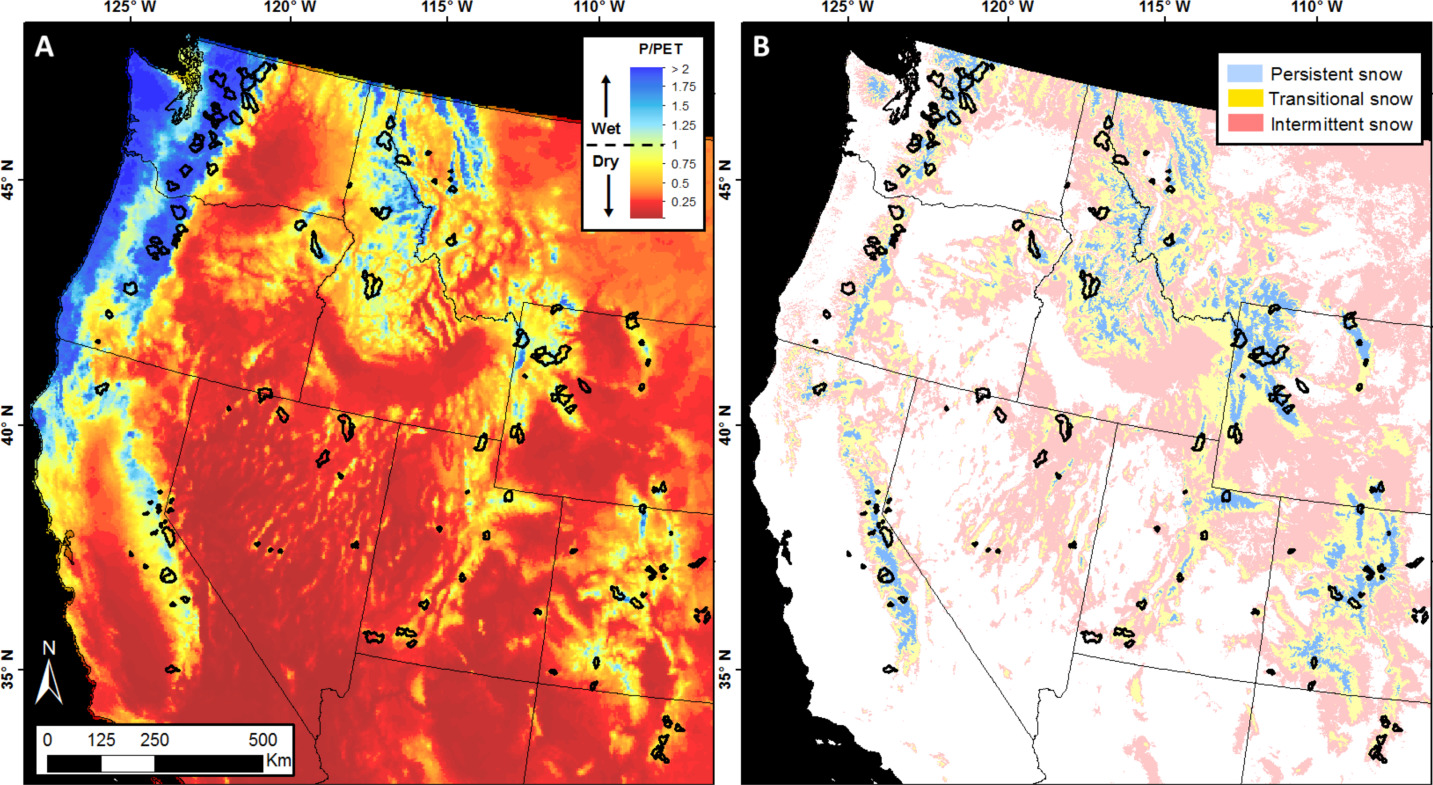 125° W 120° W 115° W 110° W
125° W 120° W 115° W 110° W
A
P/PET
> 2
1.75
1.5
Wet
1.25
1
Dry
0.75
0.5
0.25
B
Persistent snow
Transitional snow
Intermittent snow
45° N
40° N
35° N
45° N
40° N
35° N
N
0 125 250 500
Km